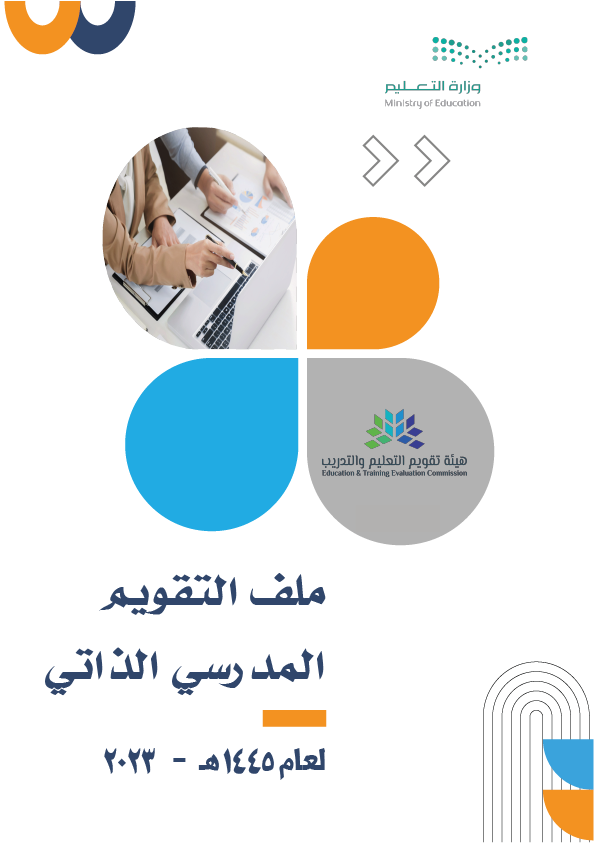 وزارة التعليم
Ministry of Education
هيئة تقويم التعليم والتدريب
Education & Training Evaluation Commission
ملف التقويم
المدرسي الذاتي
لعام ١٤٤٥هـ - ٢٠٢٣